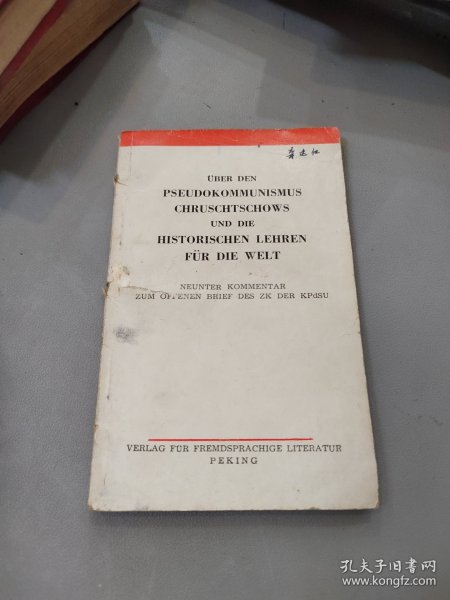 ÜBER DEN
PSEUDOKOMMUNISMUS
CHRUSCHTSCHOWS
UND DIE
HISTORISCHEN LEHREN
FÜR DIE WELT
NEUNTER KOMMENTAR
ZUM OFFENEN BRIEF DES ZK DER KPdSU
VERLAG FÜR FREMDSPRACHIGE LITERATUR
PEKING
孔夫子旧书网
www.kongfz.com